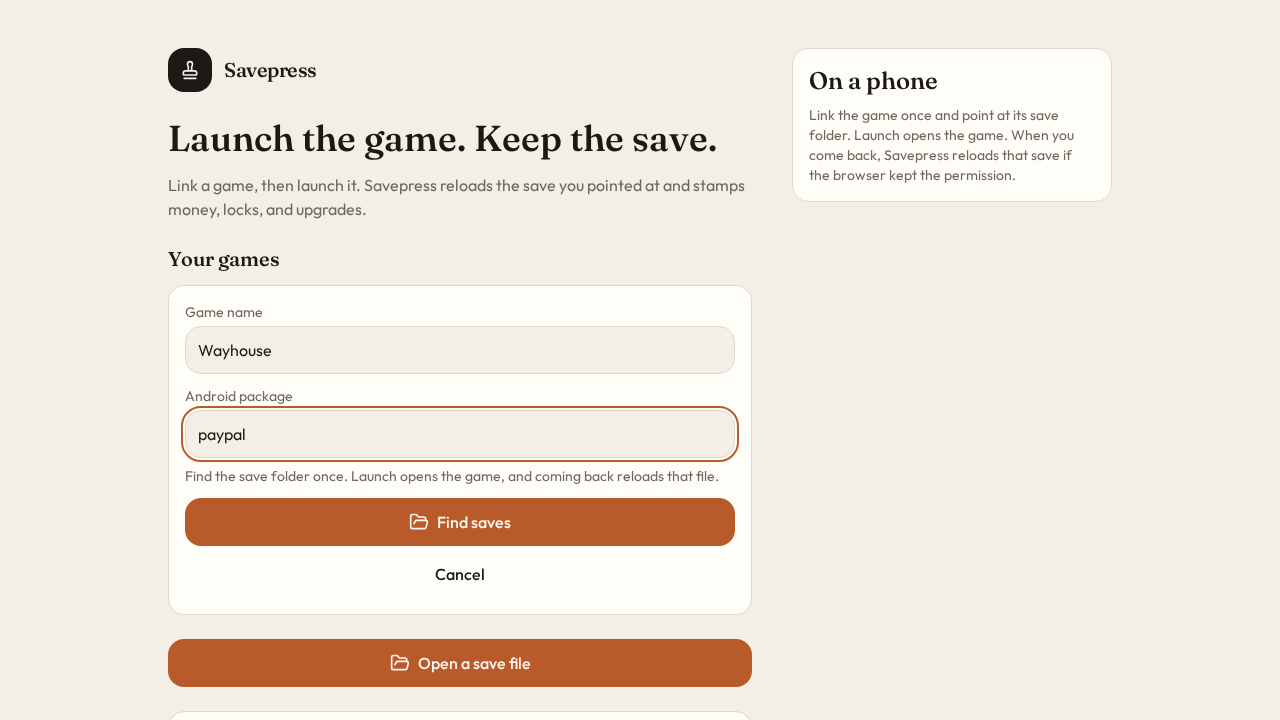 Savepress
Launch the game. Keep the save.
Link a game, then launch it. Savepress reloads the save you pointed at and stamps
money, locks, and upgrades.
Your games
Game name
Wayhouse
Android package
paypal
Find the save folder once. Launch opens the game, and coming back reloads that file.
Find saves
Cancel
Open a save file
On a phone
Link the game once and point at its save
folder. Launch opens the game. When you
come back, Savepress reloads that save if
the browser kept the permission.